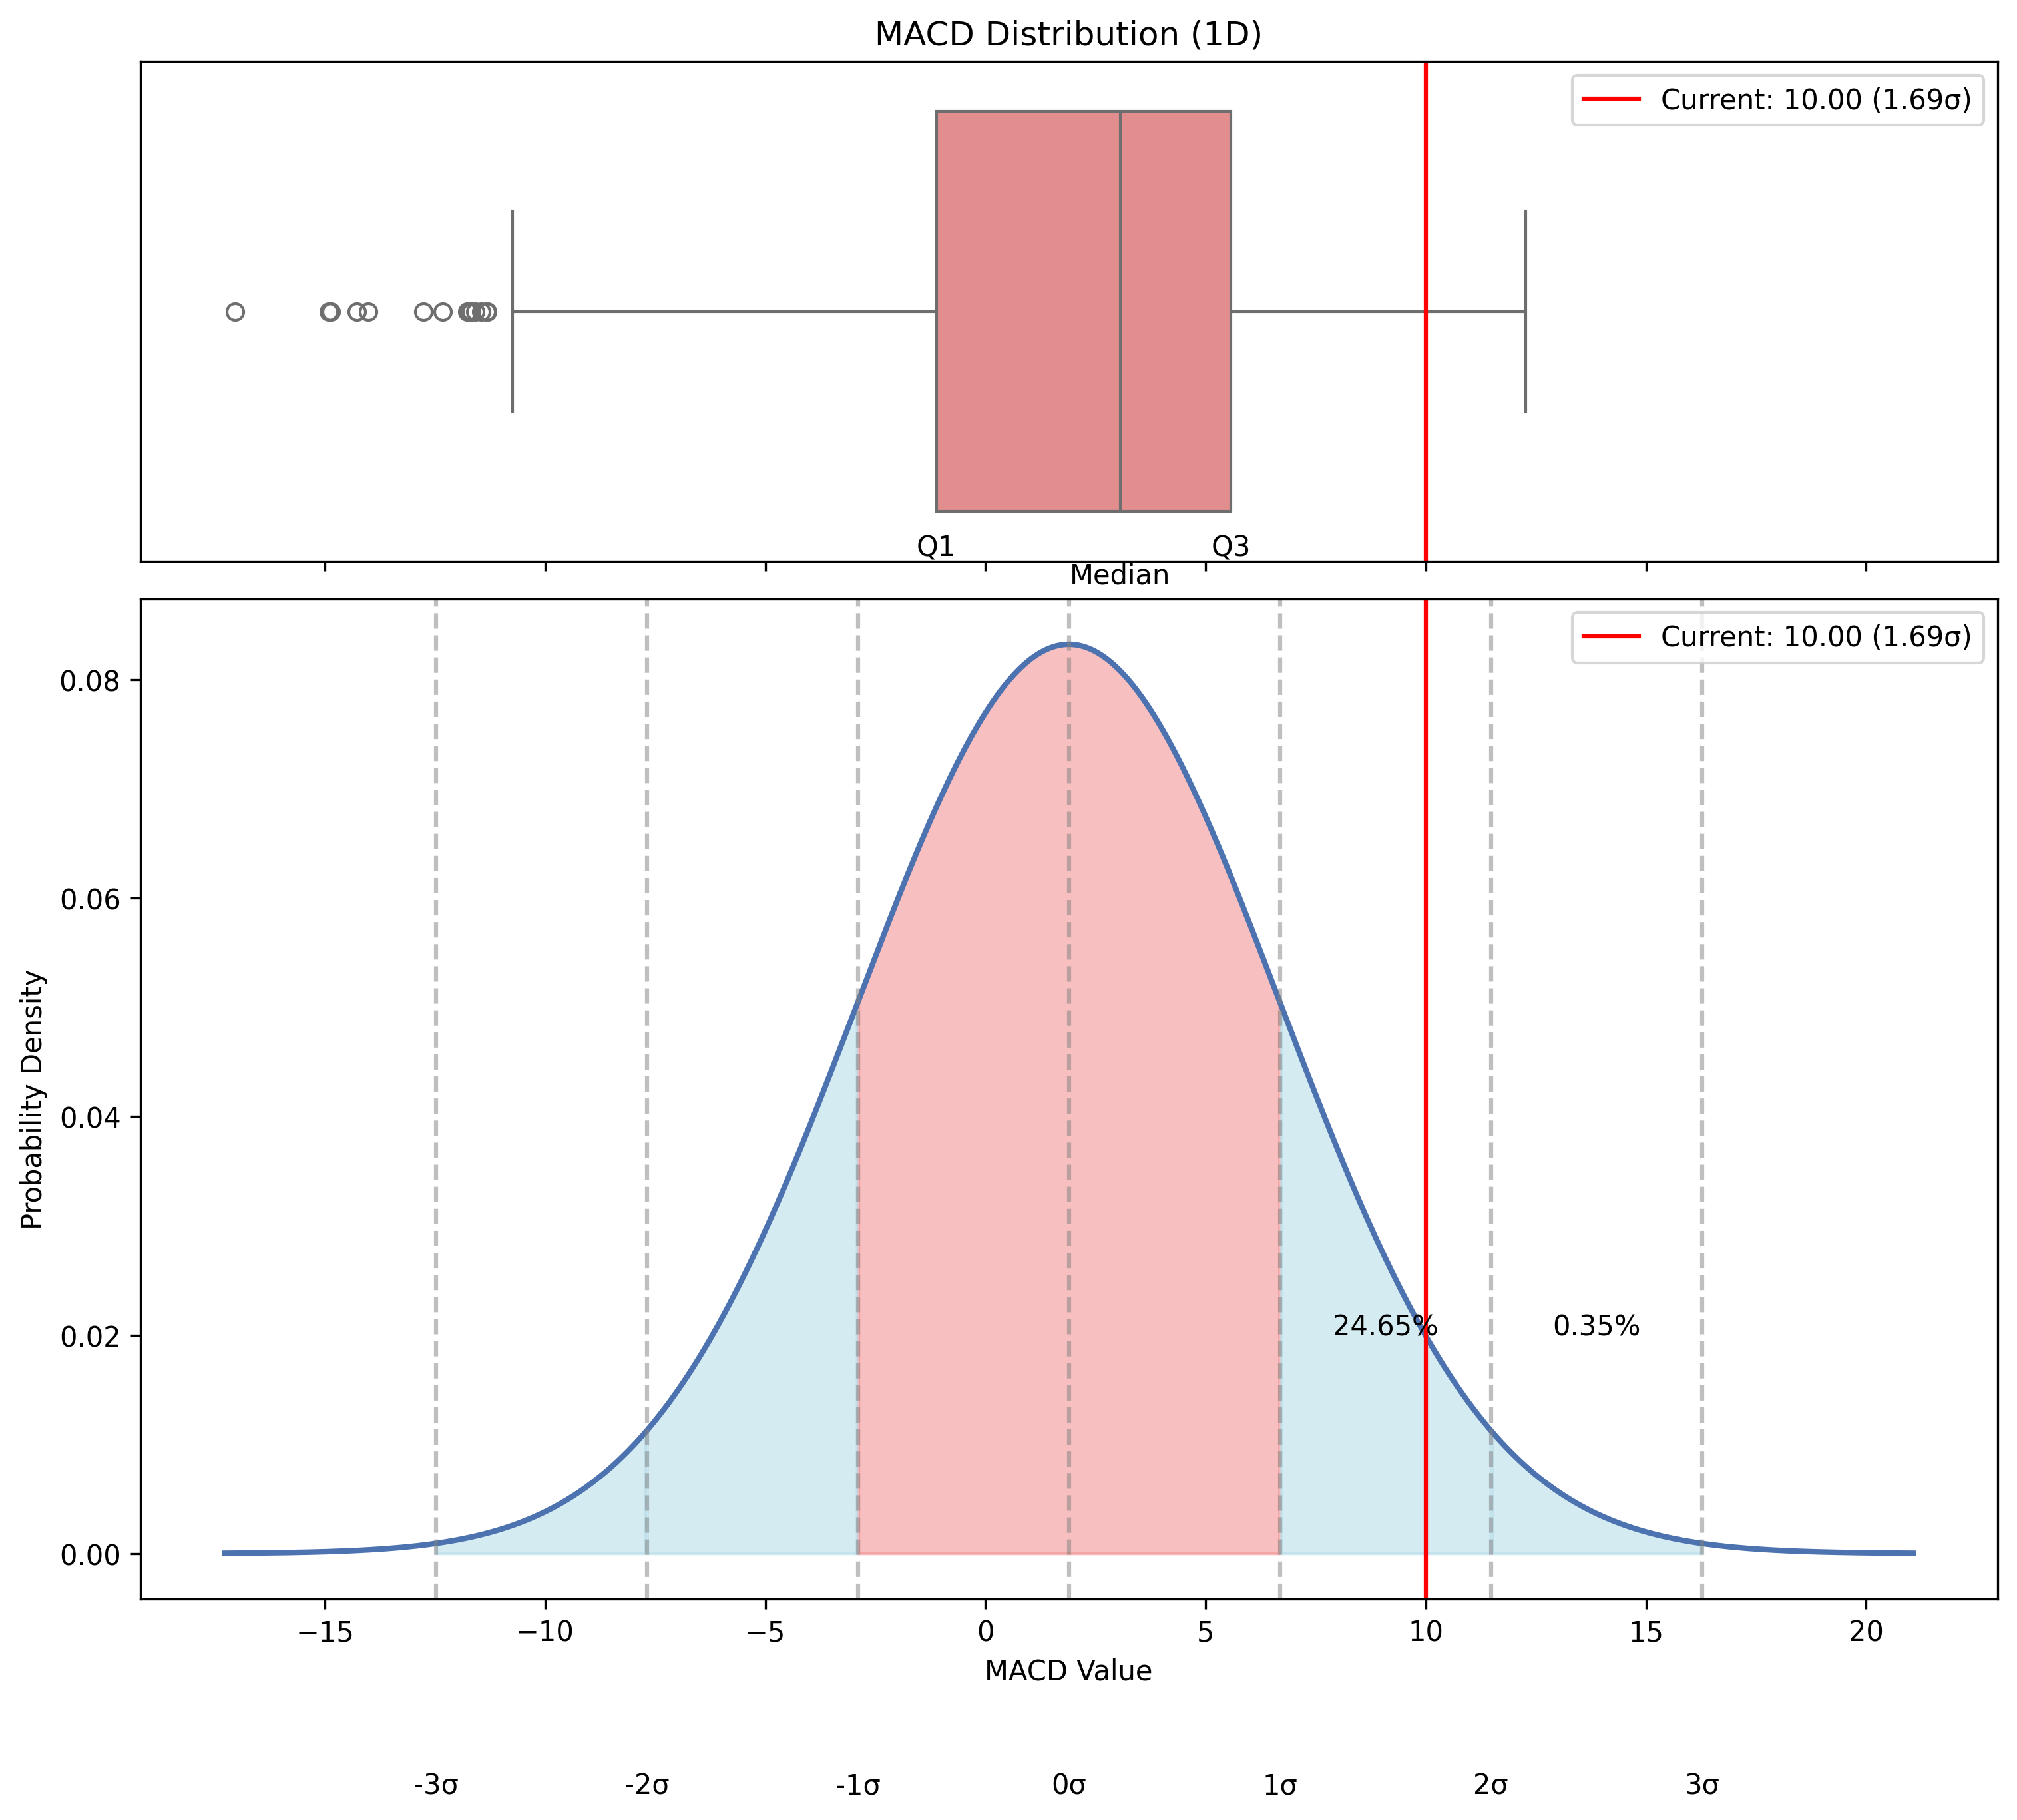 MACD Distribution (1D)
Current: 10.00 (1.69σ)
Q1
Q3
Median
Current: 10.00 (1.69σ)
0.08
0.06
0.04
0.02
0.00
Probability Density
24.65%
0.35%
−15
−10
−5
0
5
10
15
20
MACD Value
-3σ
-2σ
-1σ
0σ
1σ
2σ
3σ